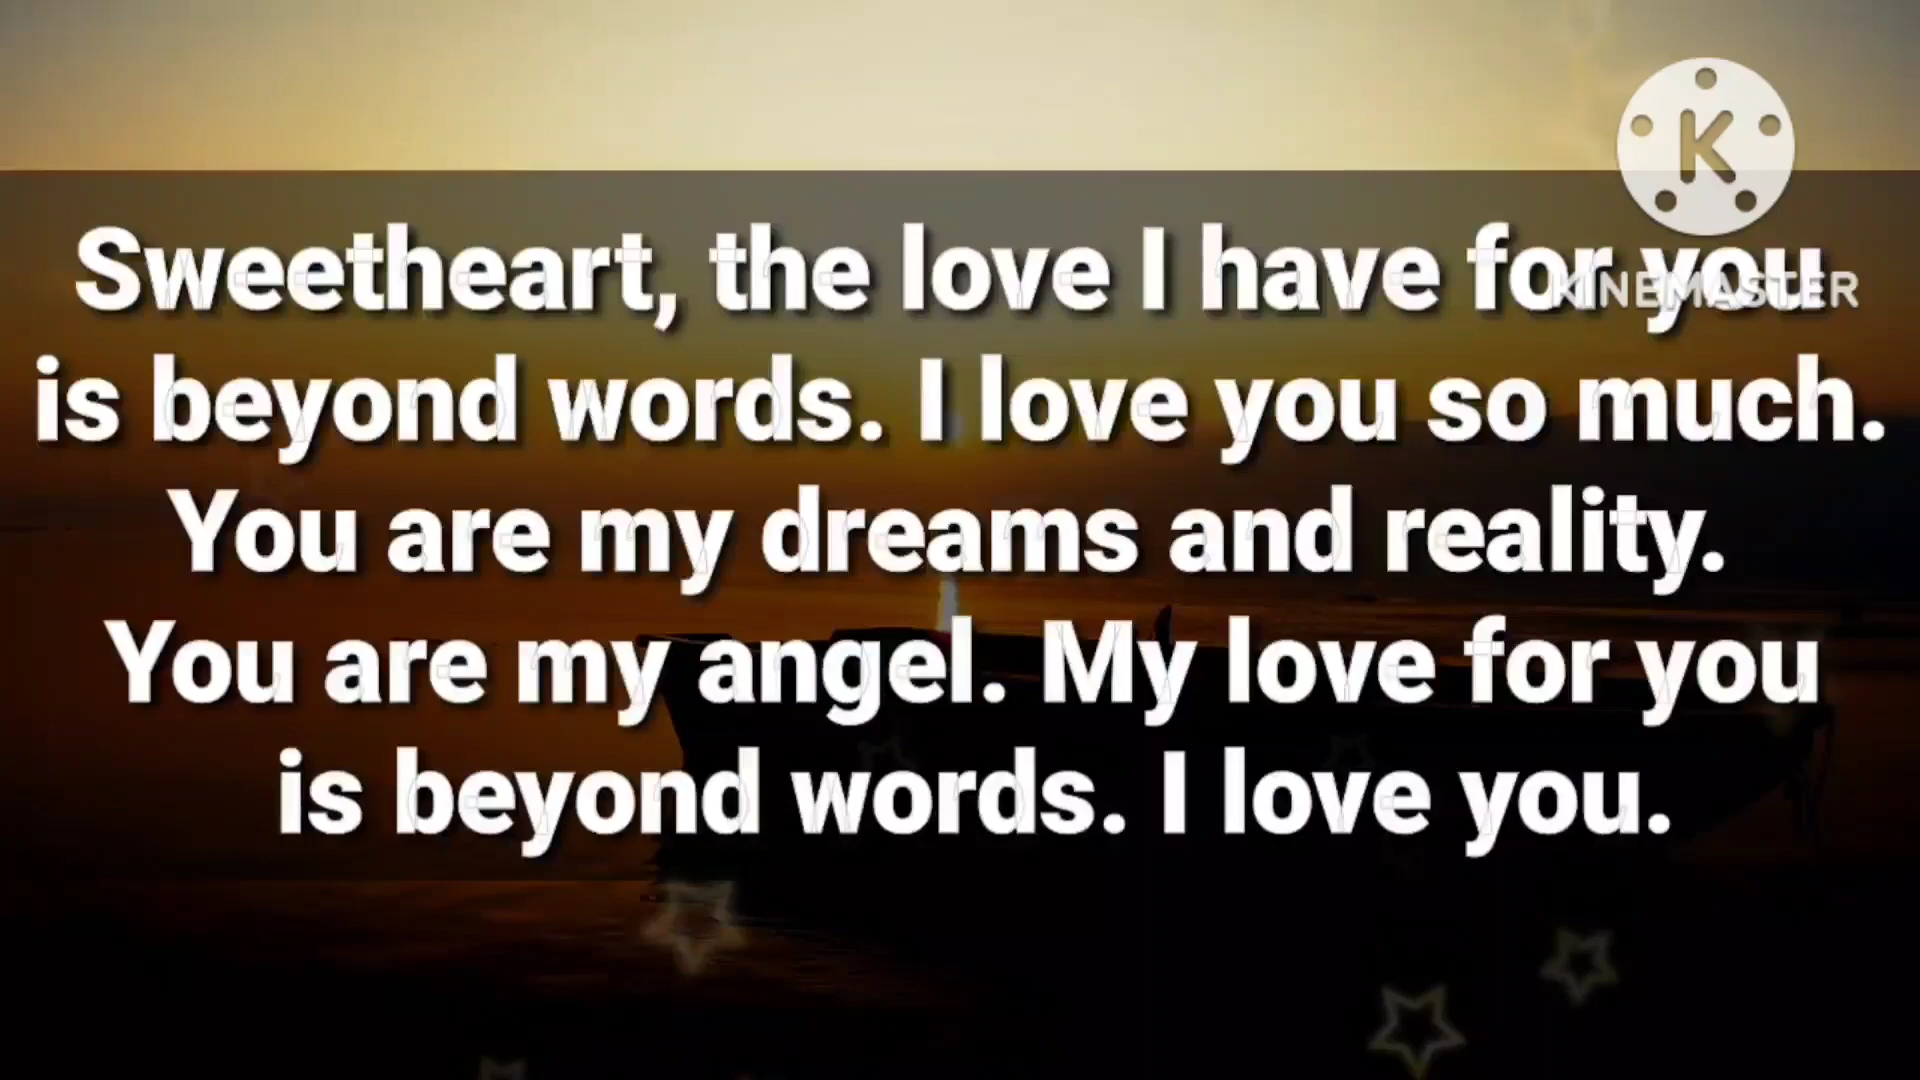 K
KINEMASTER
Sweetheart, the love I have for you
is beyond words. I love you so much.
You are my dreams and reality.
You are my angel. My love for you
is beyond words. I love you.